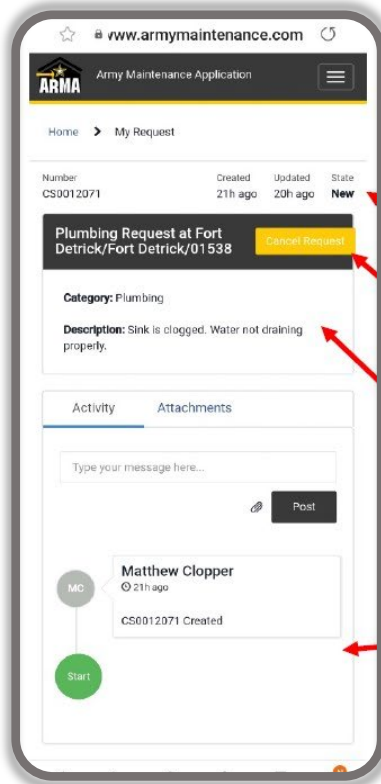 www.armymaintenance.com
ARMA
Army Maintenance Application
Home > My Request
Number Created Updated State
CS0012071 21h ago 20h ago New
Plumbing Request at Fort
Detrick/Fort Detrick/01538
Cancel Request
Category: Plumbing
Description: Sink is clogged. Water not draining
properly.
Activity Attachments
Type your message here...
Post
MC
Matthew Clopper
21h ago
CS0012071 Created
Start